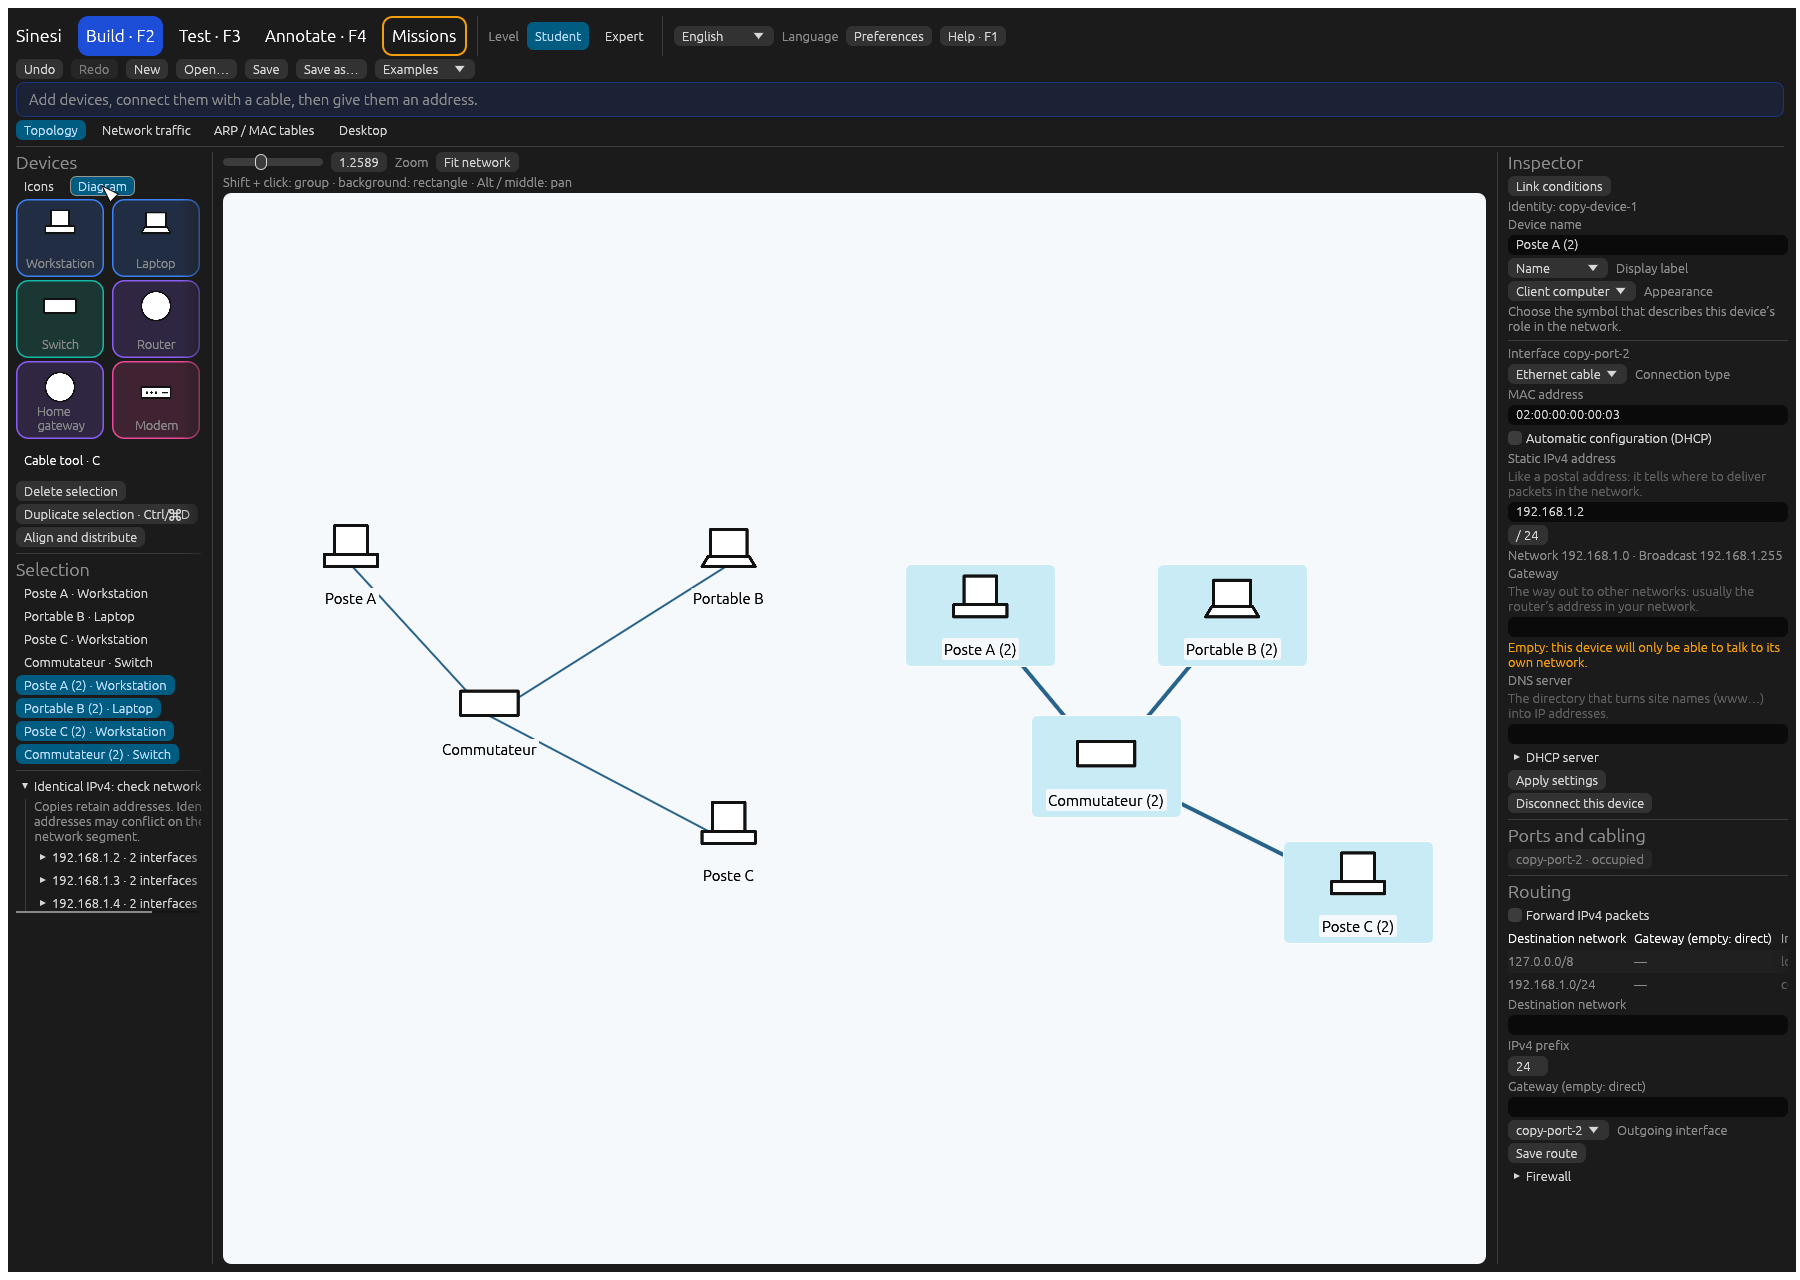 Sinesi Build · F2 Test · F3 Annotate · F4 Missions Level Student Expert English Language Preferences Help · F1
Undo Redo New Open… Save Save as… Examples
Add devices, connect them with a cable, then give them an address.
Topology Network traffic ARP / MAC tables Desktop
Devices
Icons Diagram
Workstation Laptop
Switch Router
Home gateway Modem
Cable tool · C
Delete selection
Duplicate selection · Ctrl/⌘D
Align and distribute
Selection
Poste A · Workstation
Portable B · Laptop
Poste C · Workstation
Commutateur · Switch
Poste A (2) · Workstation
Portable B (2) · Laptop
Poste C (2) · Workstation
Commutateur (2) · Switch
Identical IPv4: check network
Copies retain addresses. Iden
addresses may conflict on the
network segment.
192.168.1.2 · 2 interfaces
192.168.1.3 · 2 interfaces
192.168.1.4 · 2 interfaces
1.2589 Zoom Fit network
Shift + click: group · background: rectangle · Alt / middle: pan
Poste A
Portable B
Commutateur
Poste C
Poste A (2)
Portable B (2)
Commutateur (2)
Poste C (2)
Inspector
Link conditions
Identity: copy-device-1
Device name
Poste A (2)
Name Display label
Client computer Appearance
Choose the symbol that describes this device's
role in the network.
Interface copy-port-2
Ethernet cable Connection type
MAC address
02:00:00:00:00:03
Automatic configuration (DHCP)
Static IPv4 address
Like a postal address: it tells where to deliver
packets in the network.
192.168.1.2
/ 24
Network 192.168.1.0 · Broadcast 192.168.1.255
Gateway
The way out to other networks: usually the
router's address in your network.
Empty: this device will only be able to talk to its
own network.
DNS server
The directory that turns site names (www…)
into IP addresses.
DHCP server
Apply settings
Disconnect this device
Ports and cabling
copy-port-2 · occupied
Routing
Forward IPv4 packets
Destination network Gateway (empty: direct)
127.0.0.0/8 —
192.168.1.0/24 —
Destination network
IPv4 prefix
24
Gateway (empty: direct)
copy-port-2 Outgoing interface
Save route
Firewall